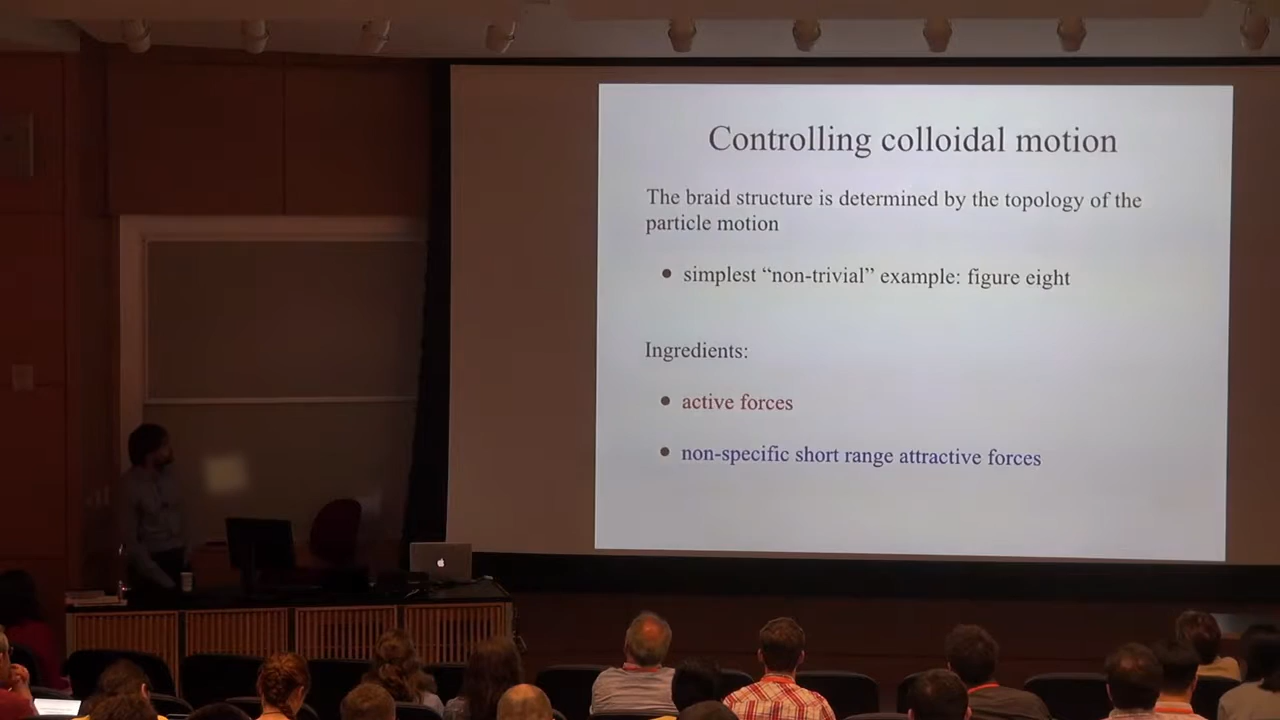 Controlling colloidal motion
The braid structure is determined by the topology of the
particle motion
• simplest “non-trivial” example: figure eight
Ingredients:
• active forces
• non-specific short range attractive forces